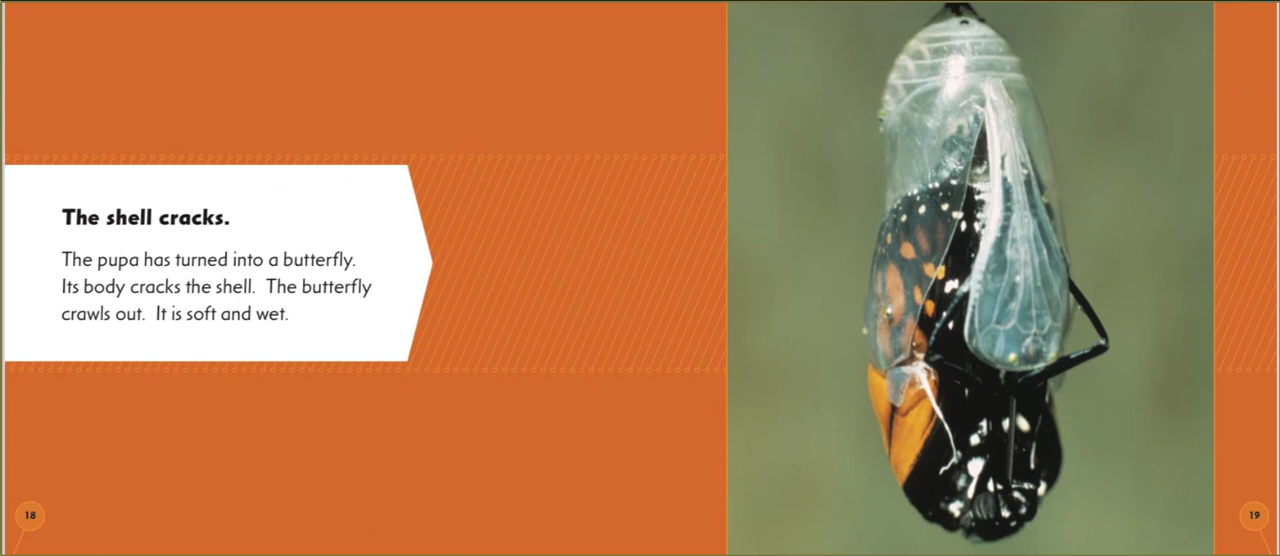 The shell cracks.
The pupa has turned into a butterfly.
Its body cracks the shell.  The butterfly
crawls out.  It is soft and wet.
18
19